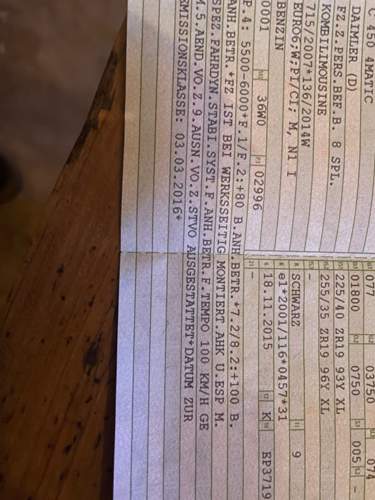 C 450 4MATIC
DAIMLER (D)
FZ.Z.PERS.BEF.B. 8 SPL.
KOMBILIMOUSINE
715/2007*136/2014W
EURO6;W;PI/CI; M, N1 I
BENZIN
0001 36W0 02996
P.4: 5500-6000*F.1/F.2:+80 B.ANH.BETR.*7.2/8.2:+100 B.
ANH.BETR.*FZ IST BEI WERKSSEITIG MONTIERT.AHK U.ESP M.
SPEZ.FAHRDYN.STABI.SYST.F.ANH.BETR.F.TEMPO 100 KM/H GE
M.5.AEND.VO.Z.9.AUSN.VO.Z.STVO AUSGESTATTET*DATUM ZUR
EMISSIONSKLASSE: 03.03.2016*
077 03750 074
01800 0750 005 -
225/40 ZR19 93Y XL
255/35 ZR19 96Y XL
-
SCHWARZ 9
e1*2001/116*0457*31
18.11.2015 K EP3719
-